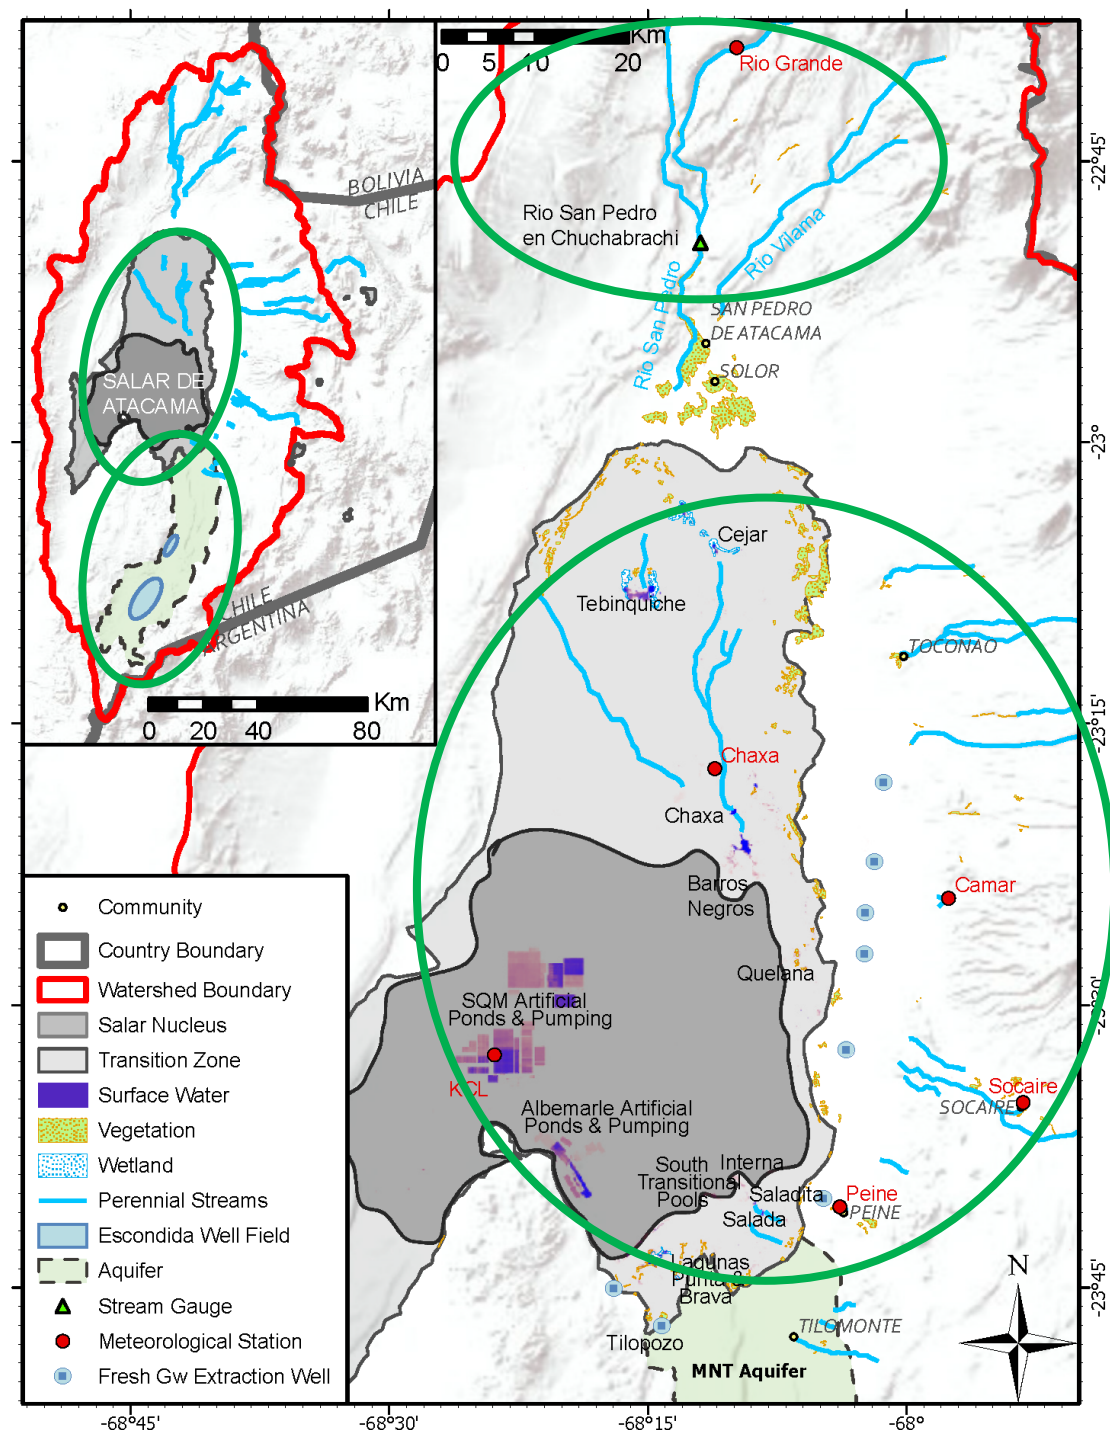 Km
0 5 10 20
Rio Grande
BOLIVIA
CHILE
Rio San Pedro
en Chuchabrachi
Rio Vilama
Rio San Pedro
SAN PEDRO
DE ATACAMA
SOLOR
SALAR DE
ATACAMA
CHILE
ARGENTINA
Km
0 20 40 80
Cejar
Tebinquiche
TOCONAO
Chaxa
Chaxa
Barros
Negros
Camar
Quelana
SQM Artificial
Ponds & Pumping
KCL
Albemarle Artificial
Ponds & Pumping
Socaire
SOCAIRE
South
Transitional
Pools
Interna
Saladita
Salada
Peine
PEINE
Lagunas
Punta &
Brava
Tilopozo
TILOMONTE
MNT Aquifer
N
Community
Country Boundary
Watershed Boundary
Salar Nucleus
Transition Zone
Surface Water
Vegetation
Wetland
Perennial Streams
Escondida Well Field
Aquifer
Stream Gauge
Meteorological Station
Fresh Gw Extraction Well
-22°45'
-23°
-23°15'
-23°30'
-23°45'
-68°45' -68°30' -68°15' -68°